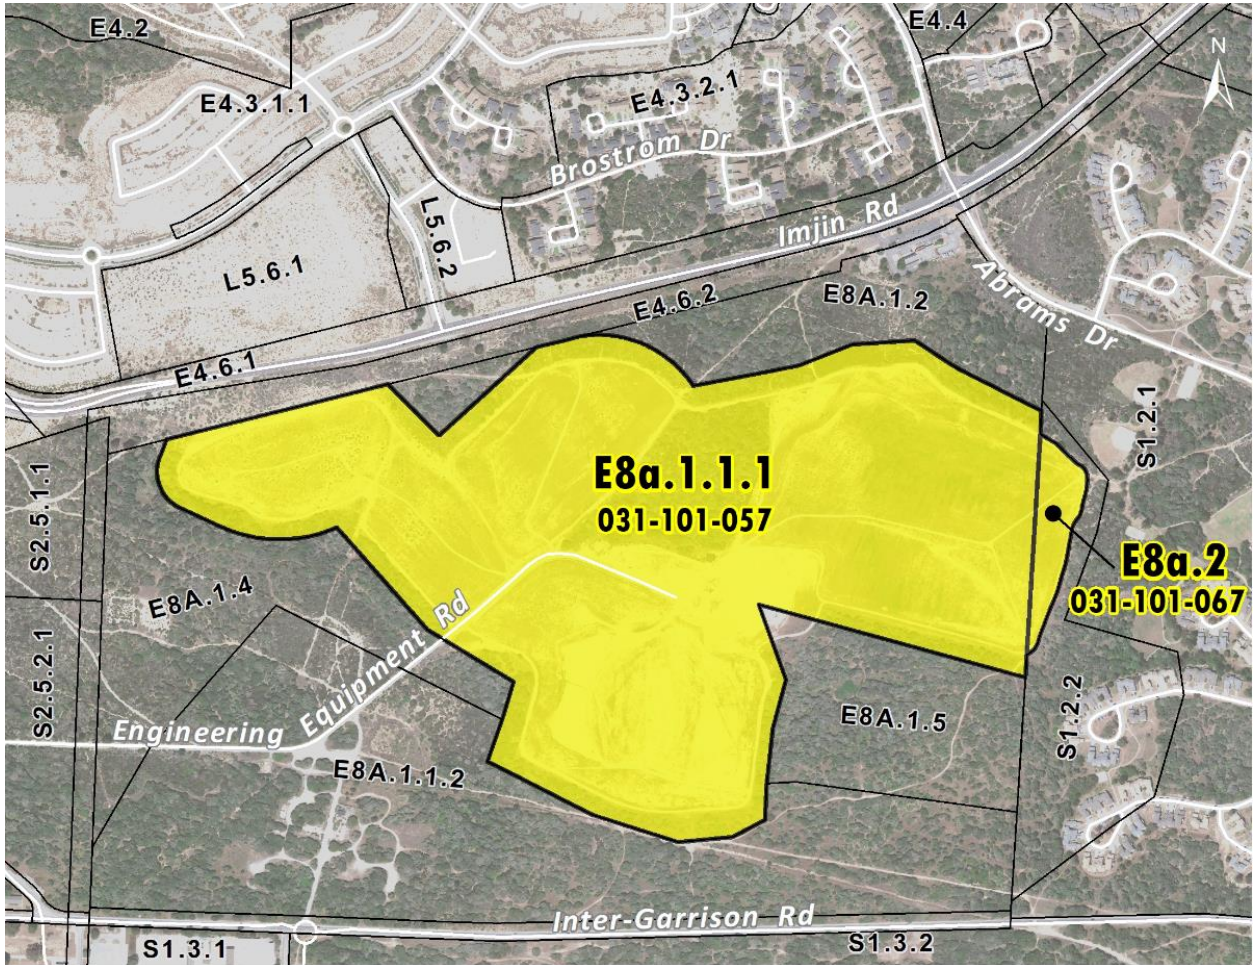 E4.2
E4.4
N
E4.3.1.1
E4.3.2.1
Brostrom Dr
L5.6.1
L5.6.2
Imjin Rd
Abrams Dr
E4.6.2
E8A.1.2
E4.6.1
S1.2.1
E8a.1.1.1
031-101-057
S2.5.1.1
E8a.2
031-101-067
E8A.1.4
S2.5.2.1
Engineering Equipment Rd
E8A.1.5
S1.2.2
E8A.1.1.2
Inter-Garrison Rd
S1.3.1
S1.3.2